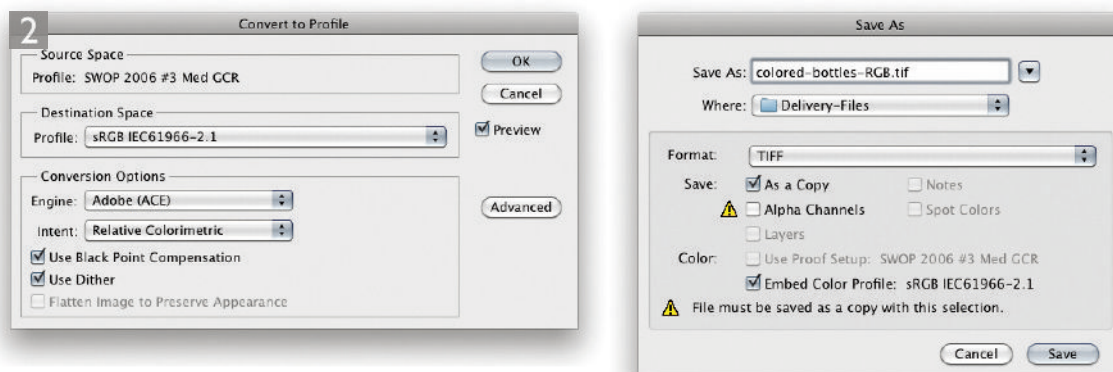 2
Convert to Profile
Source Space
Profile: SWOP 2006 #3 Med GCR
Destination Space
Profile: sRGB IEC61966-2.1
Conversion Options
Engine: Adobe (ACE)
Intent: Relative Colorimetric
Use Black Point Compensation
Use Dither
Flatten Image to Preserve Appearance
OK
Cancel
Preview
Advanced
Save As
Save As: colored-bottles-RGB.tif
Where: Delivery-Files
Format: TIFF
Save: As a Copy Notes
Alpha Channels Spot Colors
Layers
Color: Use Proof Setup: SWOP 2006 #3 Med GCR
Embed Color Profile: sRGB IEC61966-2.1
File must be saved as a copy with this selection.
Cancel Save